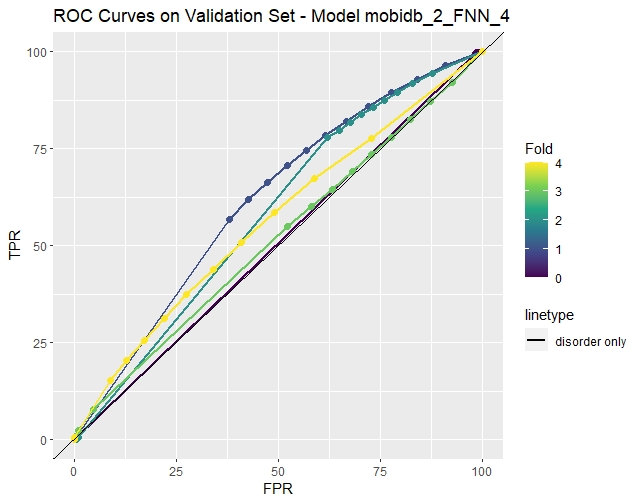 ROC Curves on Validation Set - Model mobidb_2_FNN_4
100
75
50
25
0
TPR
0
25
50
75
100
FPR
Fold
4
3
2
1
0
linetype
disorder only